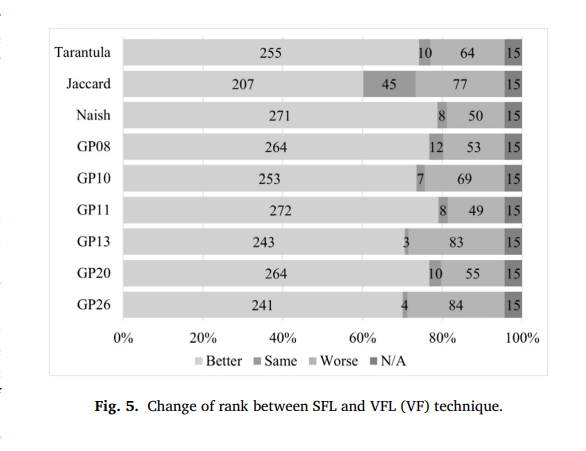 Tarantula 255 10 64 15
Jaccard 207 45 77 15
Naish 271 8 50 15
GP08 264 12 53 15
GP10 253 7 69 15
GP11 272 8 49 15
GP13 243 3 83 15
GP20 264 10 55 15
GP26 241 4 84 15
0% 20% 40% 60% 80% 100%
Better Same Worse N/A
Fig. 5. Change of rank between SFL and VFL (VF) technique.